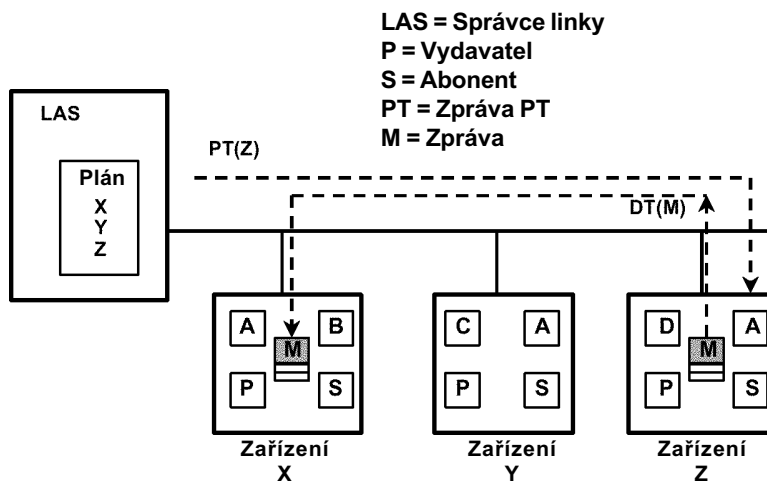 LAS = Správce linky
P = Vydavatel
S = Abonent
PT = Zpráva PT
M = Zpráva
LAS
PT(Z)
Plán
X
Y
Z
DT(M)
A
B
M
P
S
C
A
P
S
D
A
M
P
S
Zařízení
X
Zařízení
Y
Zařízení
Z